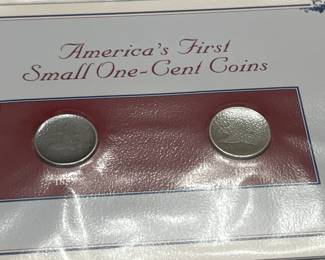 America's First
Small One-Cent Coins